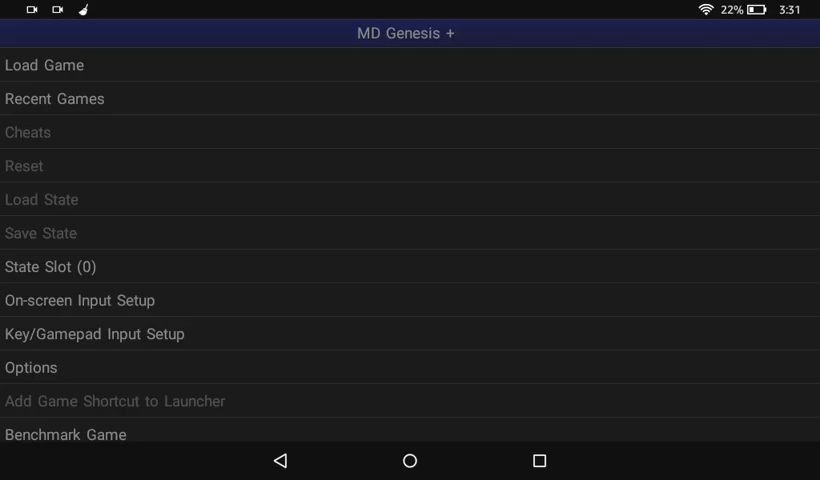 22% 3:31
MD Genesis +
Load Game
Recent Games
Cheats
Reset
Load State
Save State
State Slot (0)
On-screen Input Setup
Key/Gamepad Input Setup
Options
Add Game Shortcut to Launcher
Benchmark Game